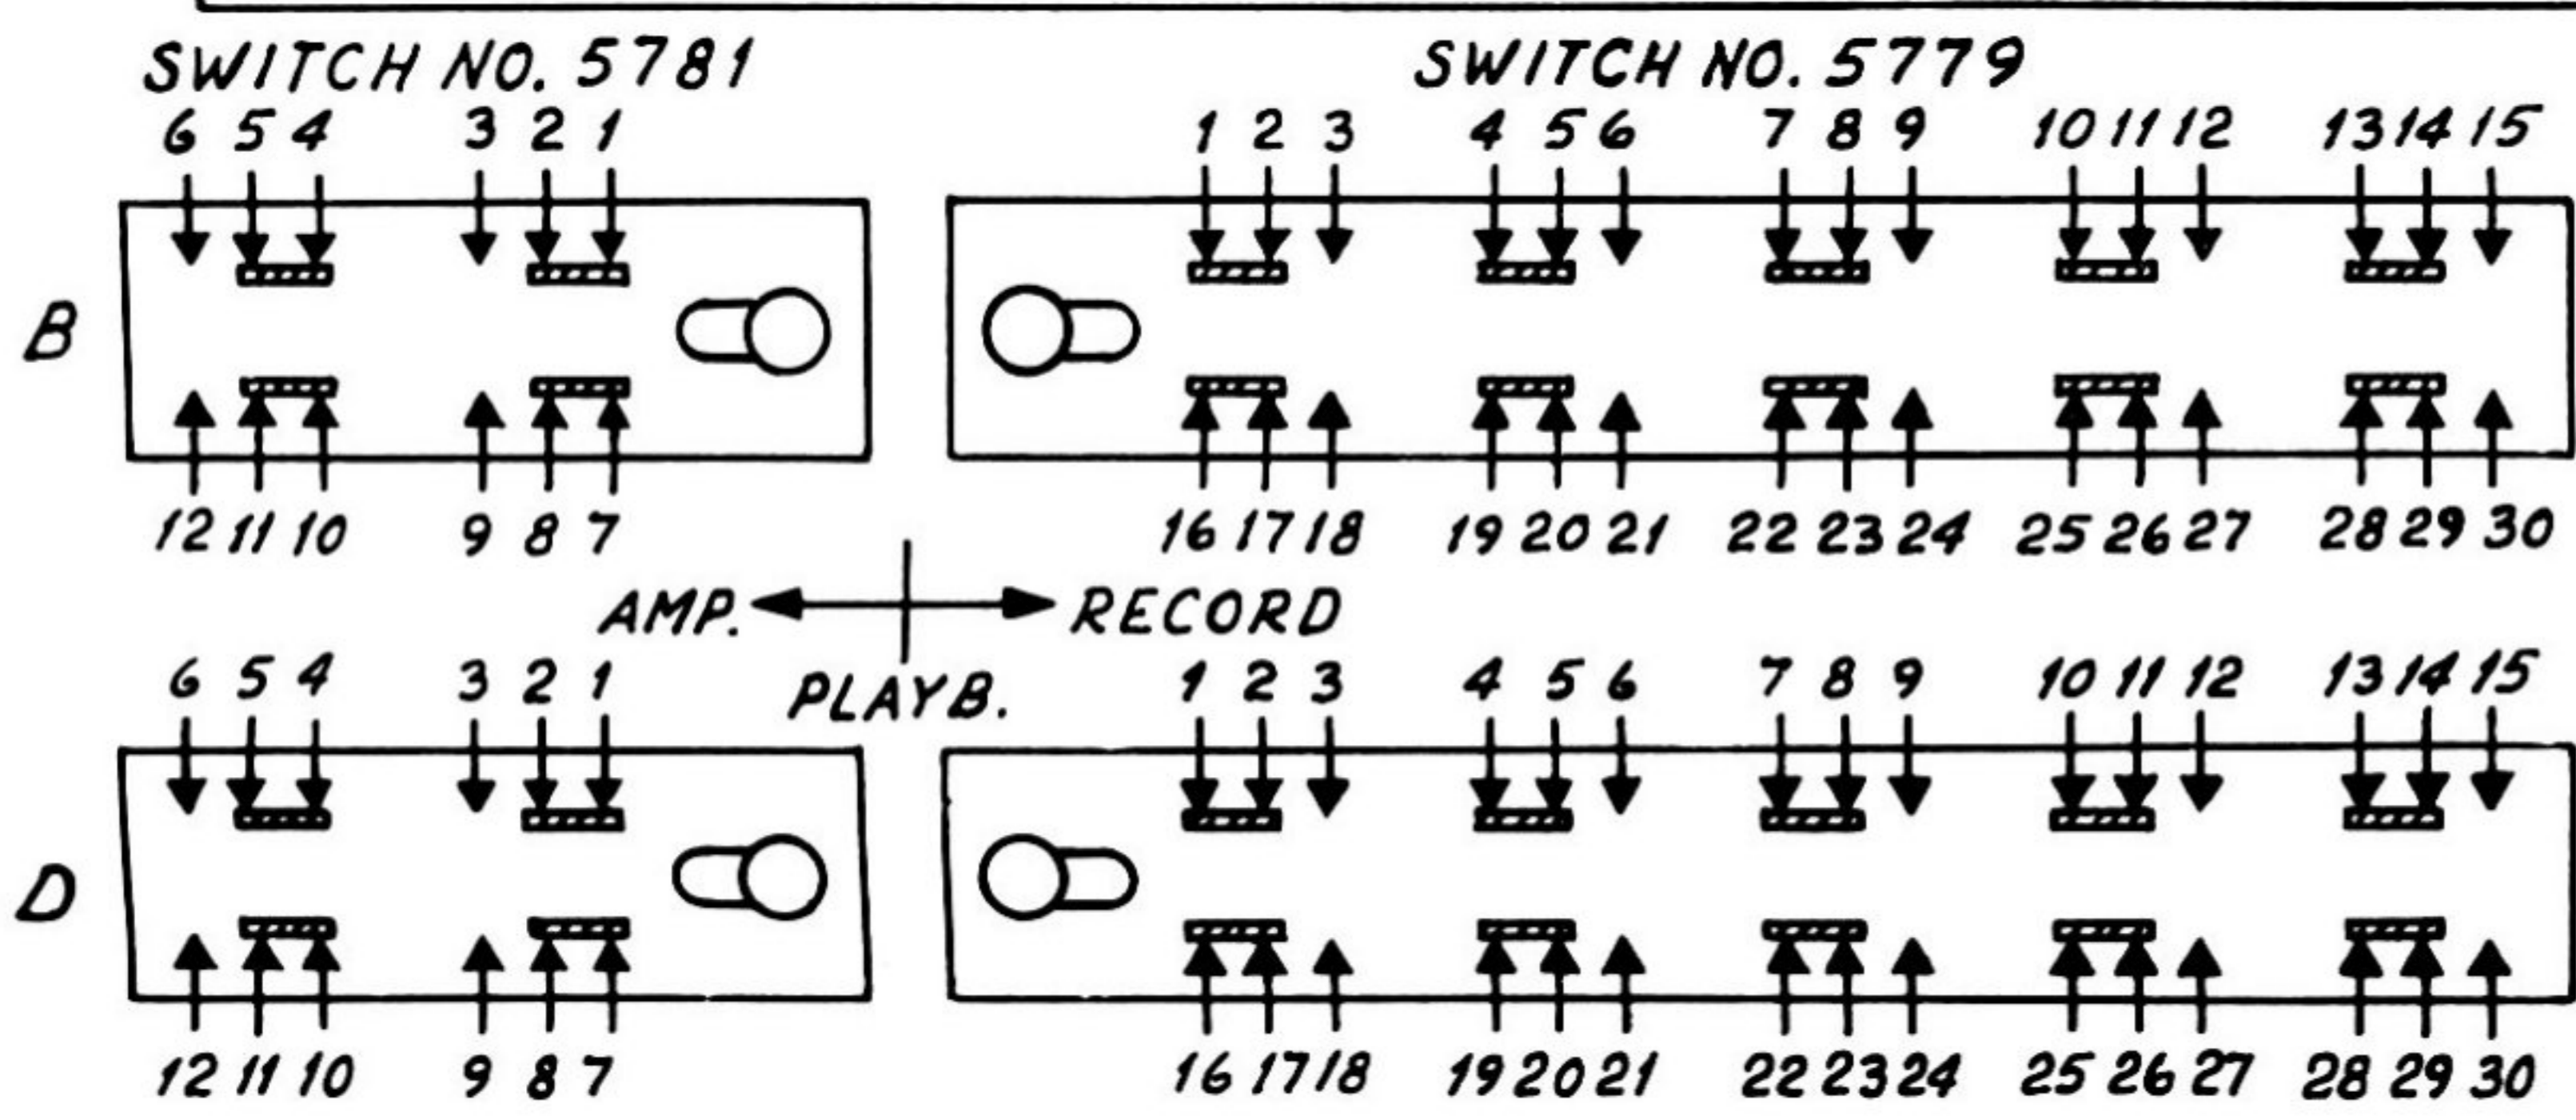 SWITCH NO. 5781 SWITCH NO. 5779
6 5 4 3 2 1 1 2 3 4 5 6 7 8 9 10 11 12 13 14 15
B
12 11 10 9 8 7 16 17 18 19 20 21 22 23 24 25 26 27 28 29 30
AMP. RECORD
PLAYB.
6 5 4 3 2 1 1 2 3 4 5 6 7 8 9 10 11 12 13 14 15
D
12 11 10 9 8 7 16 17 18 19 20 21 22 23 24 25 26 27 28 29 30